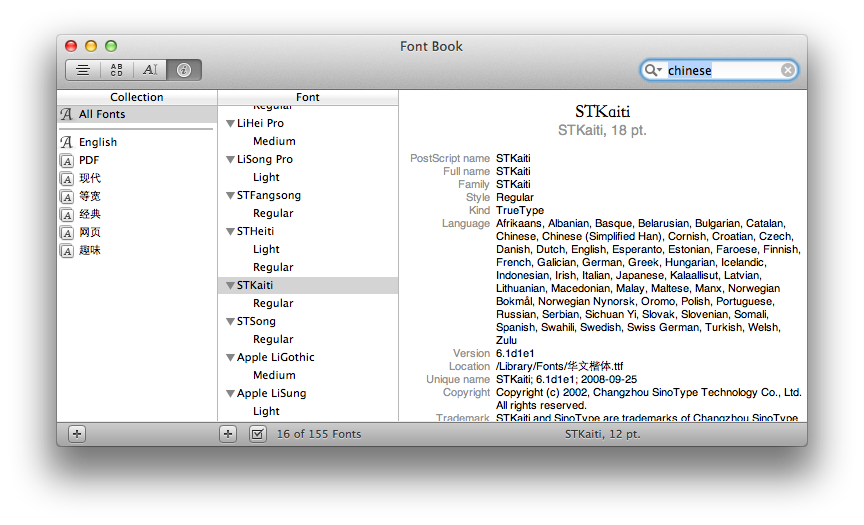 Font Book
AB
CD
A
chinese
Collection
Font
All Fonts
English
PDF
现代
等宽
经典
网页
趣味
Regular
LiHei Pro
Medium
LiSong Pro
Light
STFangsong
Regular
STHeiti
Light
Regular
STKaiti
Regular
STSong
Regular
Apple LiGothic
Medium
Apple LiSung
Light
STKaiti
STKaiti, 18 pt.
PostScript name STKaiti
Full name STKaiti
Family STKaiti
Style Regular
Kind TrueType
Language Afrikaans, Albanian, Basque, Belarusian, Bulgarian, Catalan,
Chinese, Chinese (Simplified Han), Cornish, Croatian, Czech,
Danish, Dutch, English, Esperanto, Estonian, Faroese, Finnish,
French, Galician, German, Greek, Hungarian, Icelandic,
Indonesian, Irish, Italian, Japanese, Kalaallisut, Latvian,
Lithuanian, Macedonian, Malay, Maltese, Manx, Norwegian
Bokmål, Norwegian Nynorsk, Oromo, Polish, Portuguese,
Russian, Serbian, Sichuan Yi, Slovak, Slovenian, Somali,
Spanish, Swahili, Swedish, Swiss German, Turkish, Welsh,
Zulu
Version 6.1d1e1
Location /Library/Fonts/华文楷体.ttf
Unique name STKaiti; 6.1d1e1; 2008-09-25
Copyright Copyright (c) 2002, Changzhou SinoType Technology Co., Ltd.
All rights reserved.
Trademark STKaiti and SinoType are trademarks of Changzhou SinoType
16 of 155 Fonts
STKaiti, 12 pt.